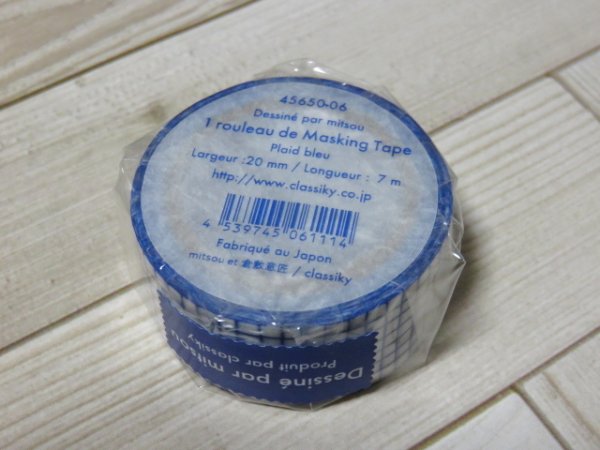 45650-06
Dessiné par mitsou
1 rouleau de Masking Tape
Plaid bleu
Largeur :20 mm / Longueur : 7 m
http://www.classiky.co.jp
4 539745 061114
Fabriqué au Japon
mitsou et 倉敷意匠 / classiky
Dessiné par mitsou
Produit par classiky